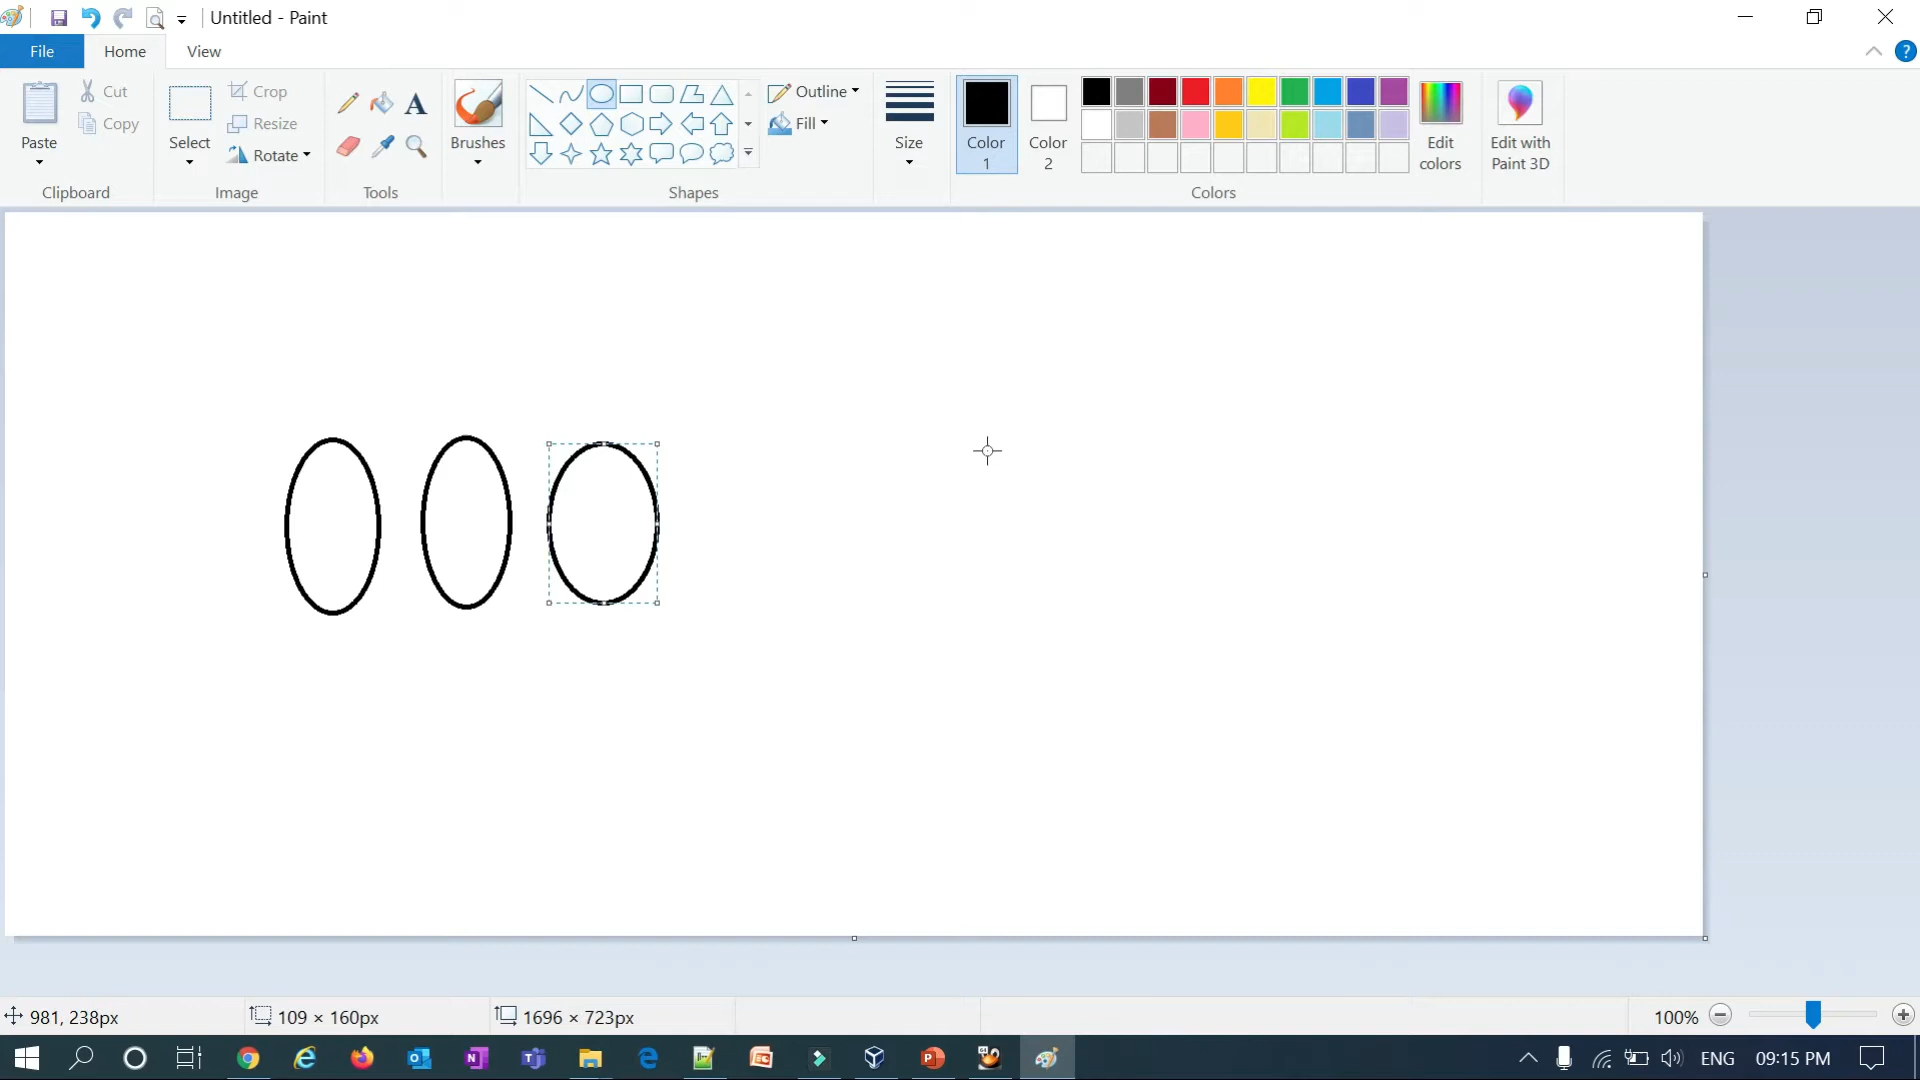 Untitled - Paint
File Home View
Paste
Cut
Copy
Clipboard
Select
Crop
Resize
Rotate
Image
A
Tools
Brushes
Outline
Fill
Shapes
Size
Color 1
Color 2
Edit colors
Colors
Edit with Paint 3D
?
981, 238px
109 × 160px
1696 × 723px
100%
ENG
09:15 PM